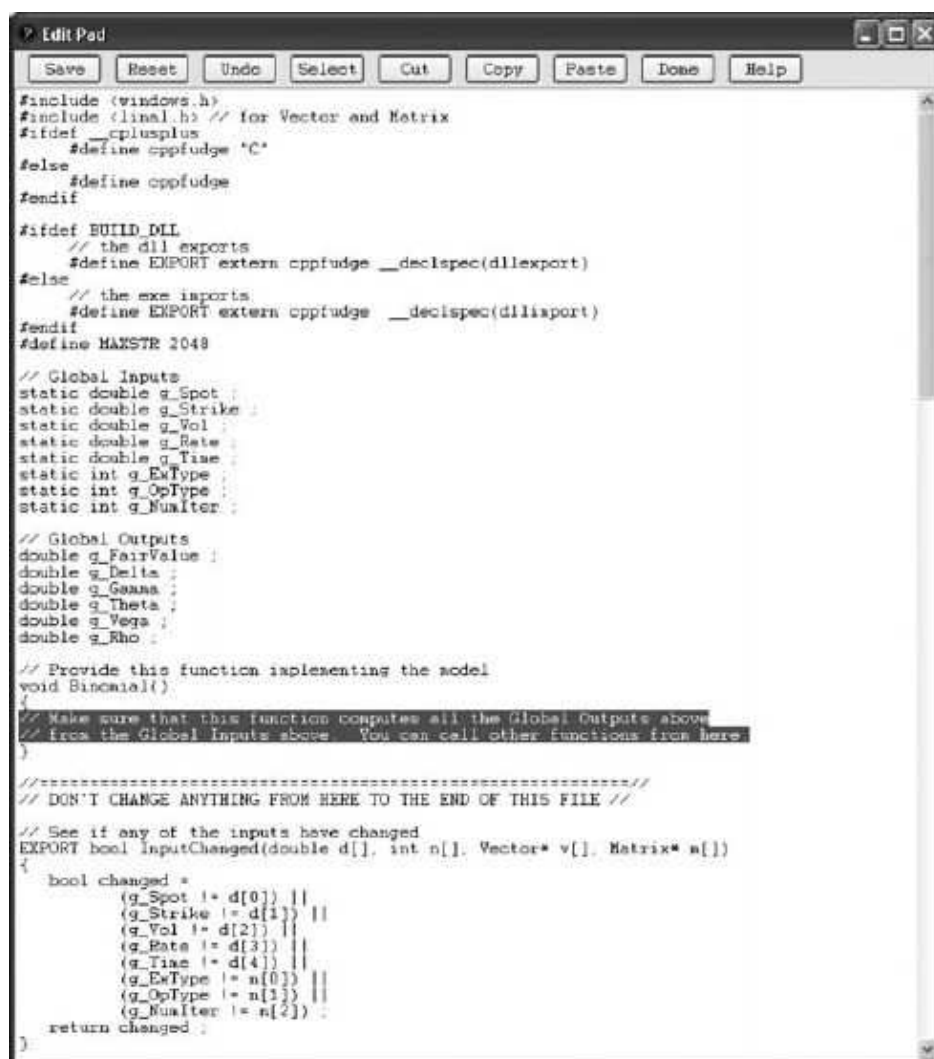 Edit Pad
Save Reset Undo Select Cut Copy Paste Done Help
#include <windows.h>
#include <linal.h> // for Vector and Matrix
#ifdef __cplusplus
#define cppfudge "C"
#else
#define cppfudge
#endif
#ifdef BUILD_DLL
// the dll exports
#define EXPORT extern cppfudge __declspec(dllexport)
#else
// the exe imports
#define EXPORT extern cppfudge __declspec(dllimport)
#endif
#define MAXSTR 2048
// Global Inputs
static double g_Spot ;
static double g_Strike ;
static double g_Vol ;
static double g_Rate ;
static double g_Time ;
static int g_ExType ;
static int g_OpType ;
static int g_NumIter ;
// Global Outputs
double g_FairValue ;
double g_Delta ;
double g_Gamma ;
double g_Theta ;
double g_Vega ;
double g_Rho ;
// Provide this function implementing the model
void Binomial()
{
// Make sure that this function computes all the Global Outputs above
// from the Global Inputs above. You can call other functions from here.
}
//============================================================//
// DON'T CHANGE ANYTHING FROM HERE TO THE END OF THIS FILE //
// See if any of the inputs have changed
EXPORT bool InputChanged(double d[], int n[], Vector* v[], Matrix* m[])
{
bool changed =
(g_Spot != d[0]) ||
(g_Strike != d[1]) ||
(g_Vol != d[2]) ||
(g_Rate != d[3]) ||
(g_Time != d[4]) ||
(g_ExType != n[0]) ||
(g_OpType != n[1]) ||
(g_NumIter != n[2]) ;
return changed ;
}